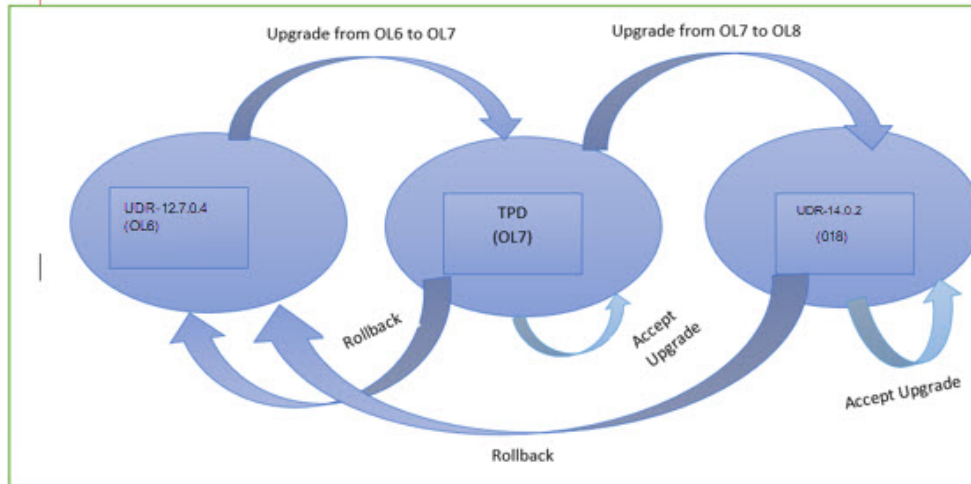 Upgrade from OL6 to OL7
Upgrade from OL7 to OL8
UDR-12.7.0.4
(OL6)
TPD
(OL7)
UDR-14.0.2
(018)
Rollback
Accept
Upgrade
Accept Upgrade
Rollback